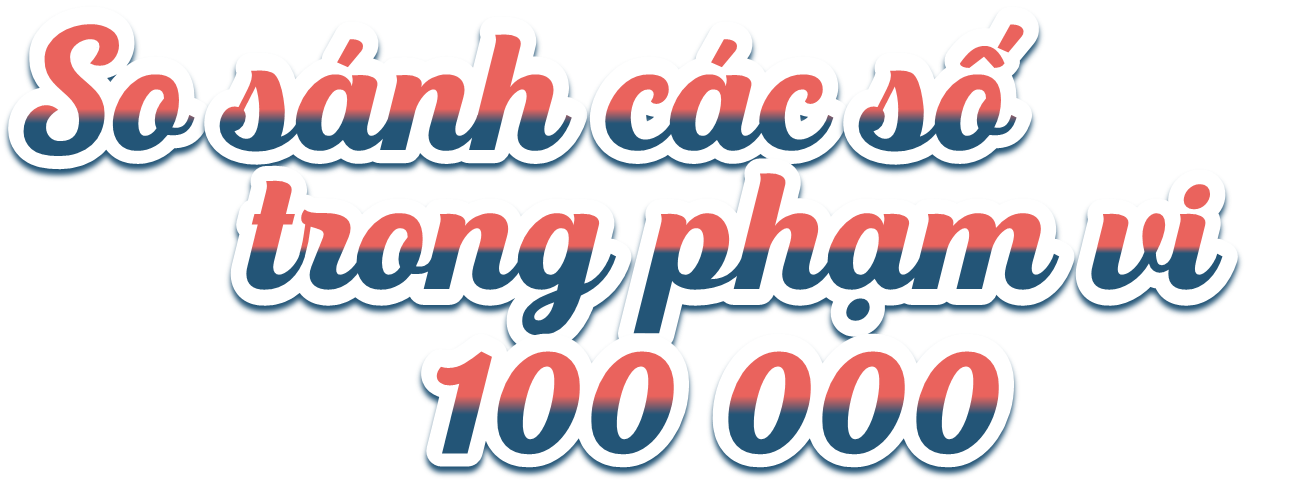 So sánh các số
trong phạm vi
100 000